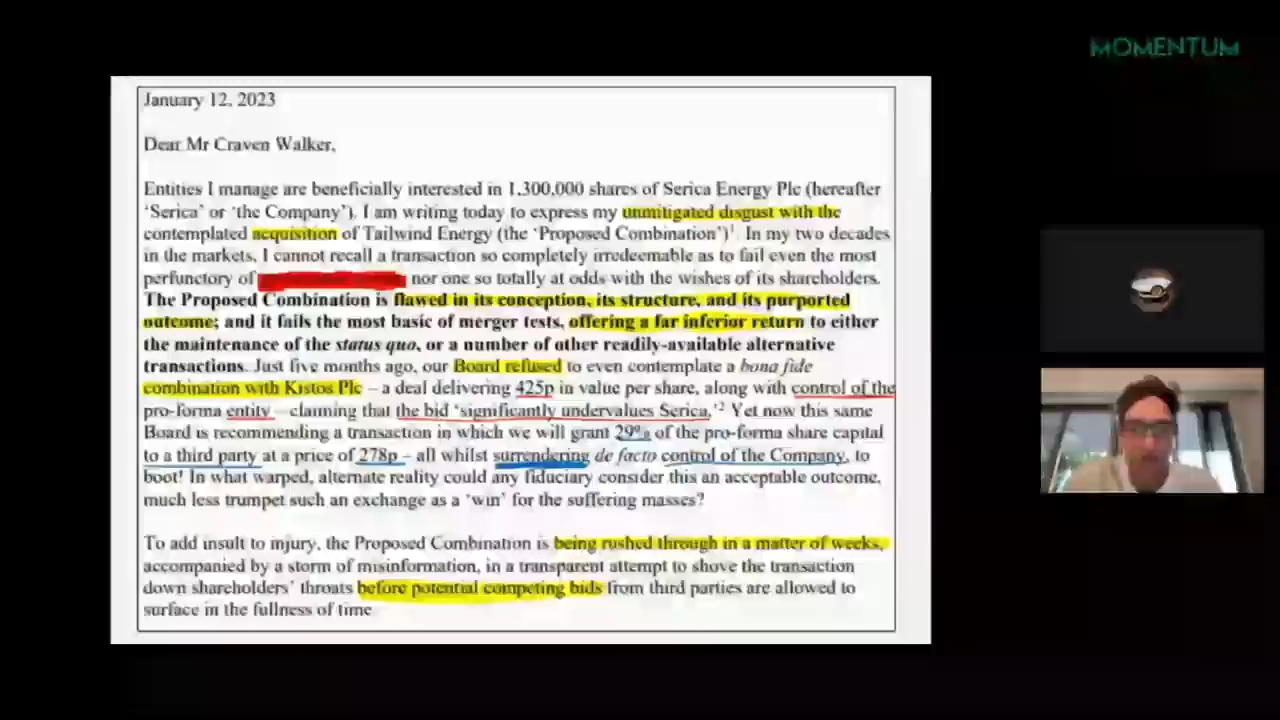 MOMENTUM
January 12, 2023
Dear Mr Craven Walker,
Entities I manage are beneficially interested in 1,300,000 shares of Serica Energy Plc (hereafter
'Serica' or 'the Company'). I am writing today to express my unmitigated disgust with the
contemplated acquisition of Tailwind Energy (the 'Proposed Combination')¹. In my two decades
in the markets, I cannot recall a transaction so completely irredeemable as to fail even the most
perfunctory of nor one so totally at odds with the wishes of its shareholders.
The Proposed Combination is flawed in its conception, its structure, and its purported
outcome; and it fails the most basic of merger tests, offering a far inferior return to either
the maintenance of the status quo, or a number of other readily-available alternative
transactions. Just five months ago, our Board refused to even contemplate a bona fide
combination with Kistos Plc – a deal delivering 425p in value per share, along with control of the
pro-forma entity – claiming that the bid 'significantly undervalues Serica,'² Yet now this same
Board is recommending a transaction in which we will grant 29% of the pro-forma share capital
to a third party at a price of 278p – all whilst surrendering de facto control of the Company, to
boot! In what warped, alternate reality could any fiduciary consider this an acceptable outcome,
much less trumpet such an exchange as a 'win' for the suffering masses?
To add insult to injury, the Proposed Combination is being rushed through in a matter of weeks,
accompanied by a storm of misinformation, in a transparent attempt to shove the transaction
down shareholders' throats before potential competing bids from third parties are allowed to
surface in the fullness of time